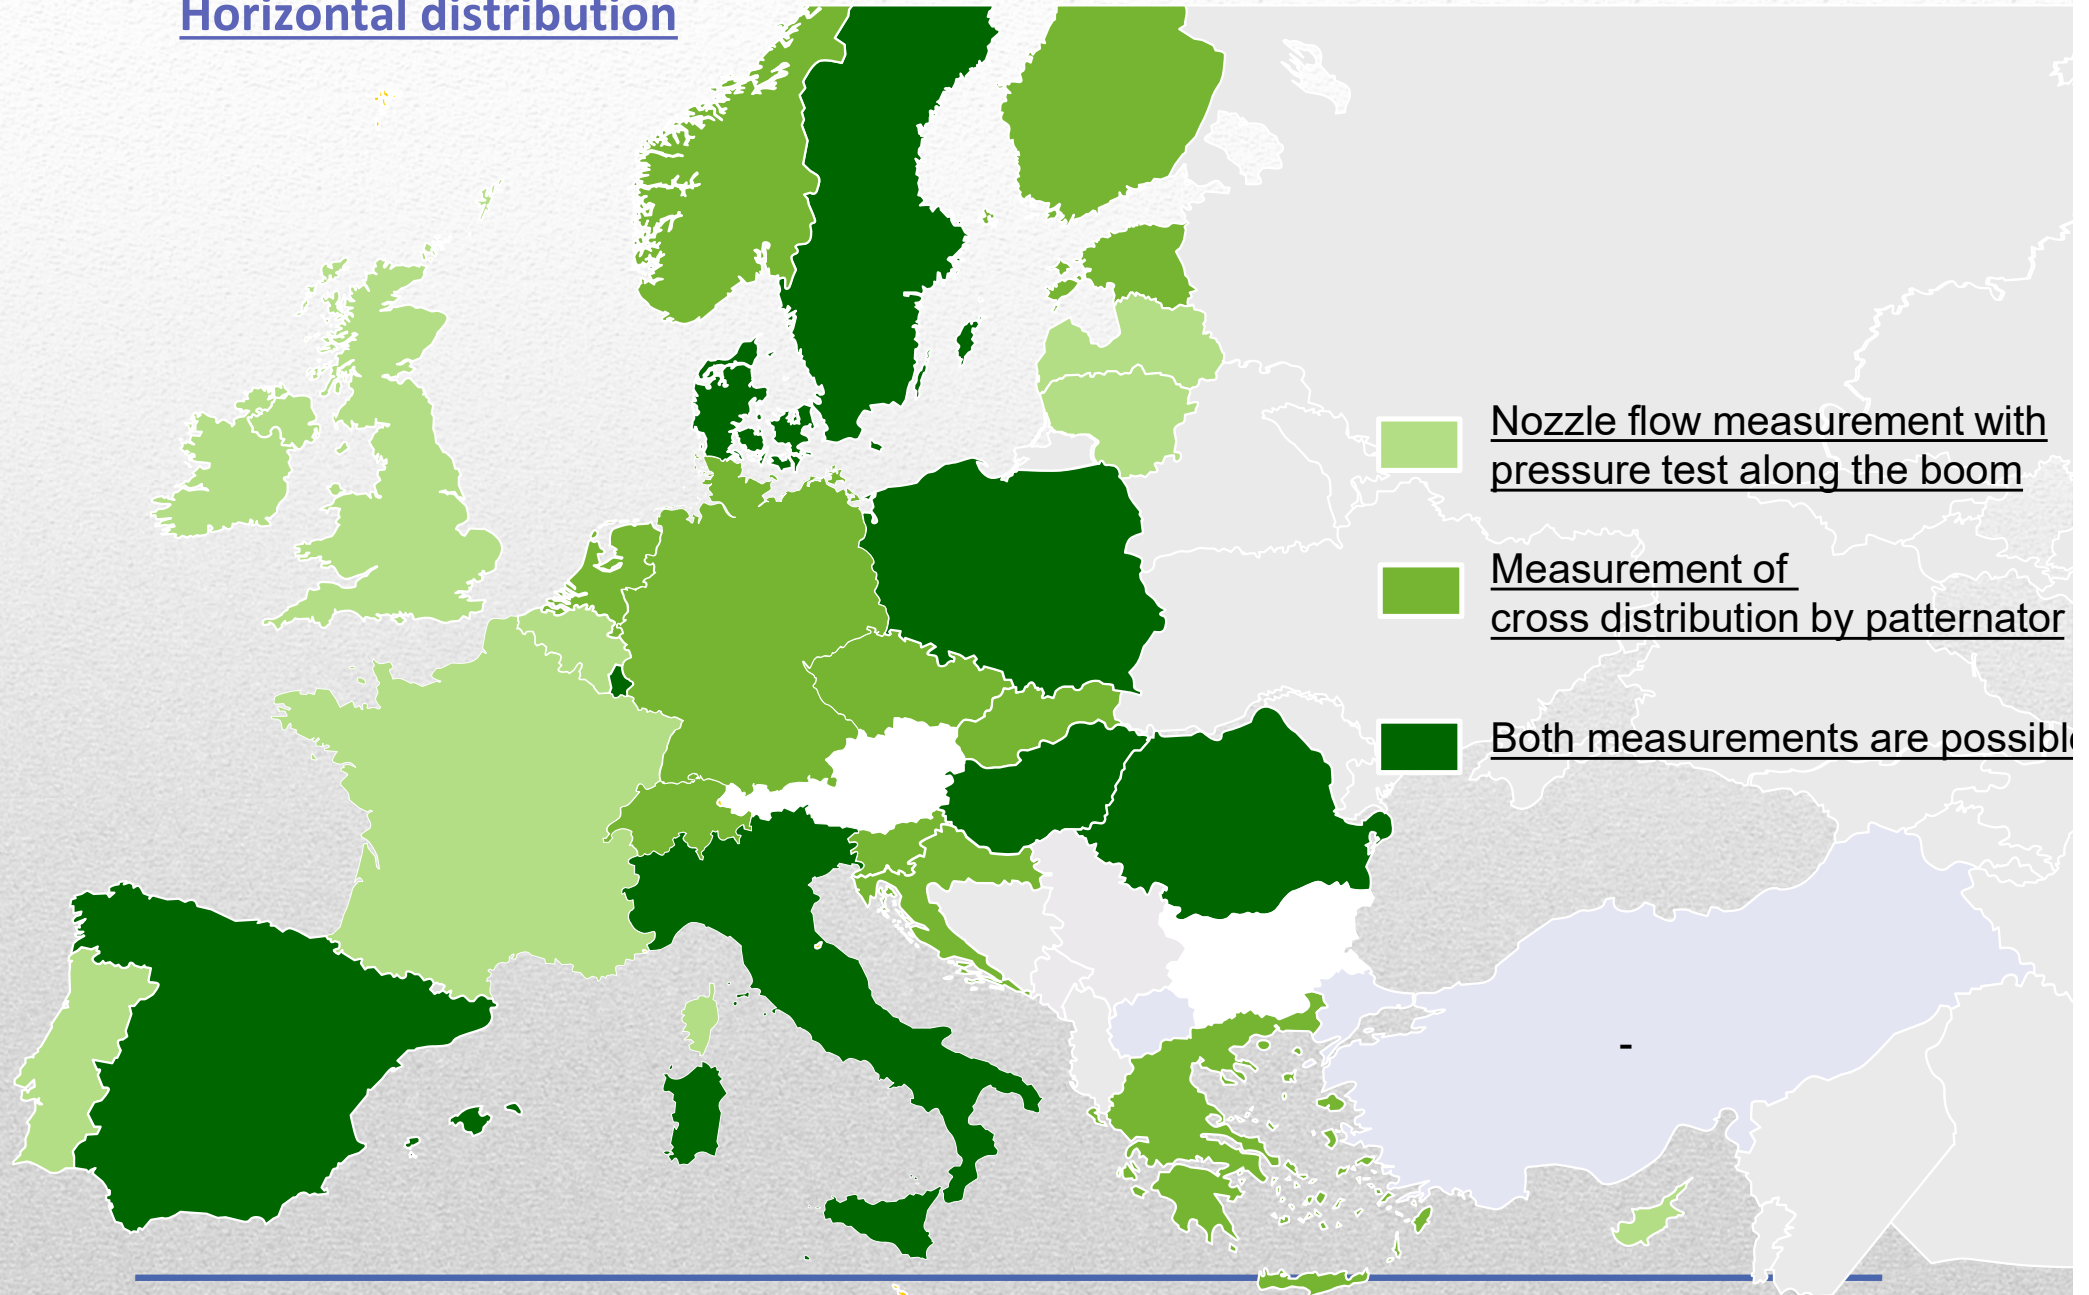 Horizontal distribution
Nozzle flow measurement with
pressure test along the boom
Measurement of
cross distribution by patternator
Both measurements are possible
-